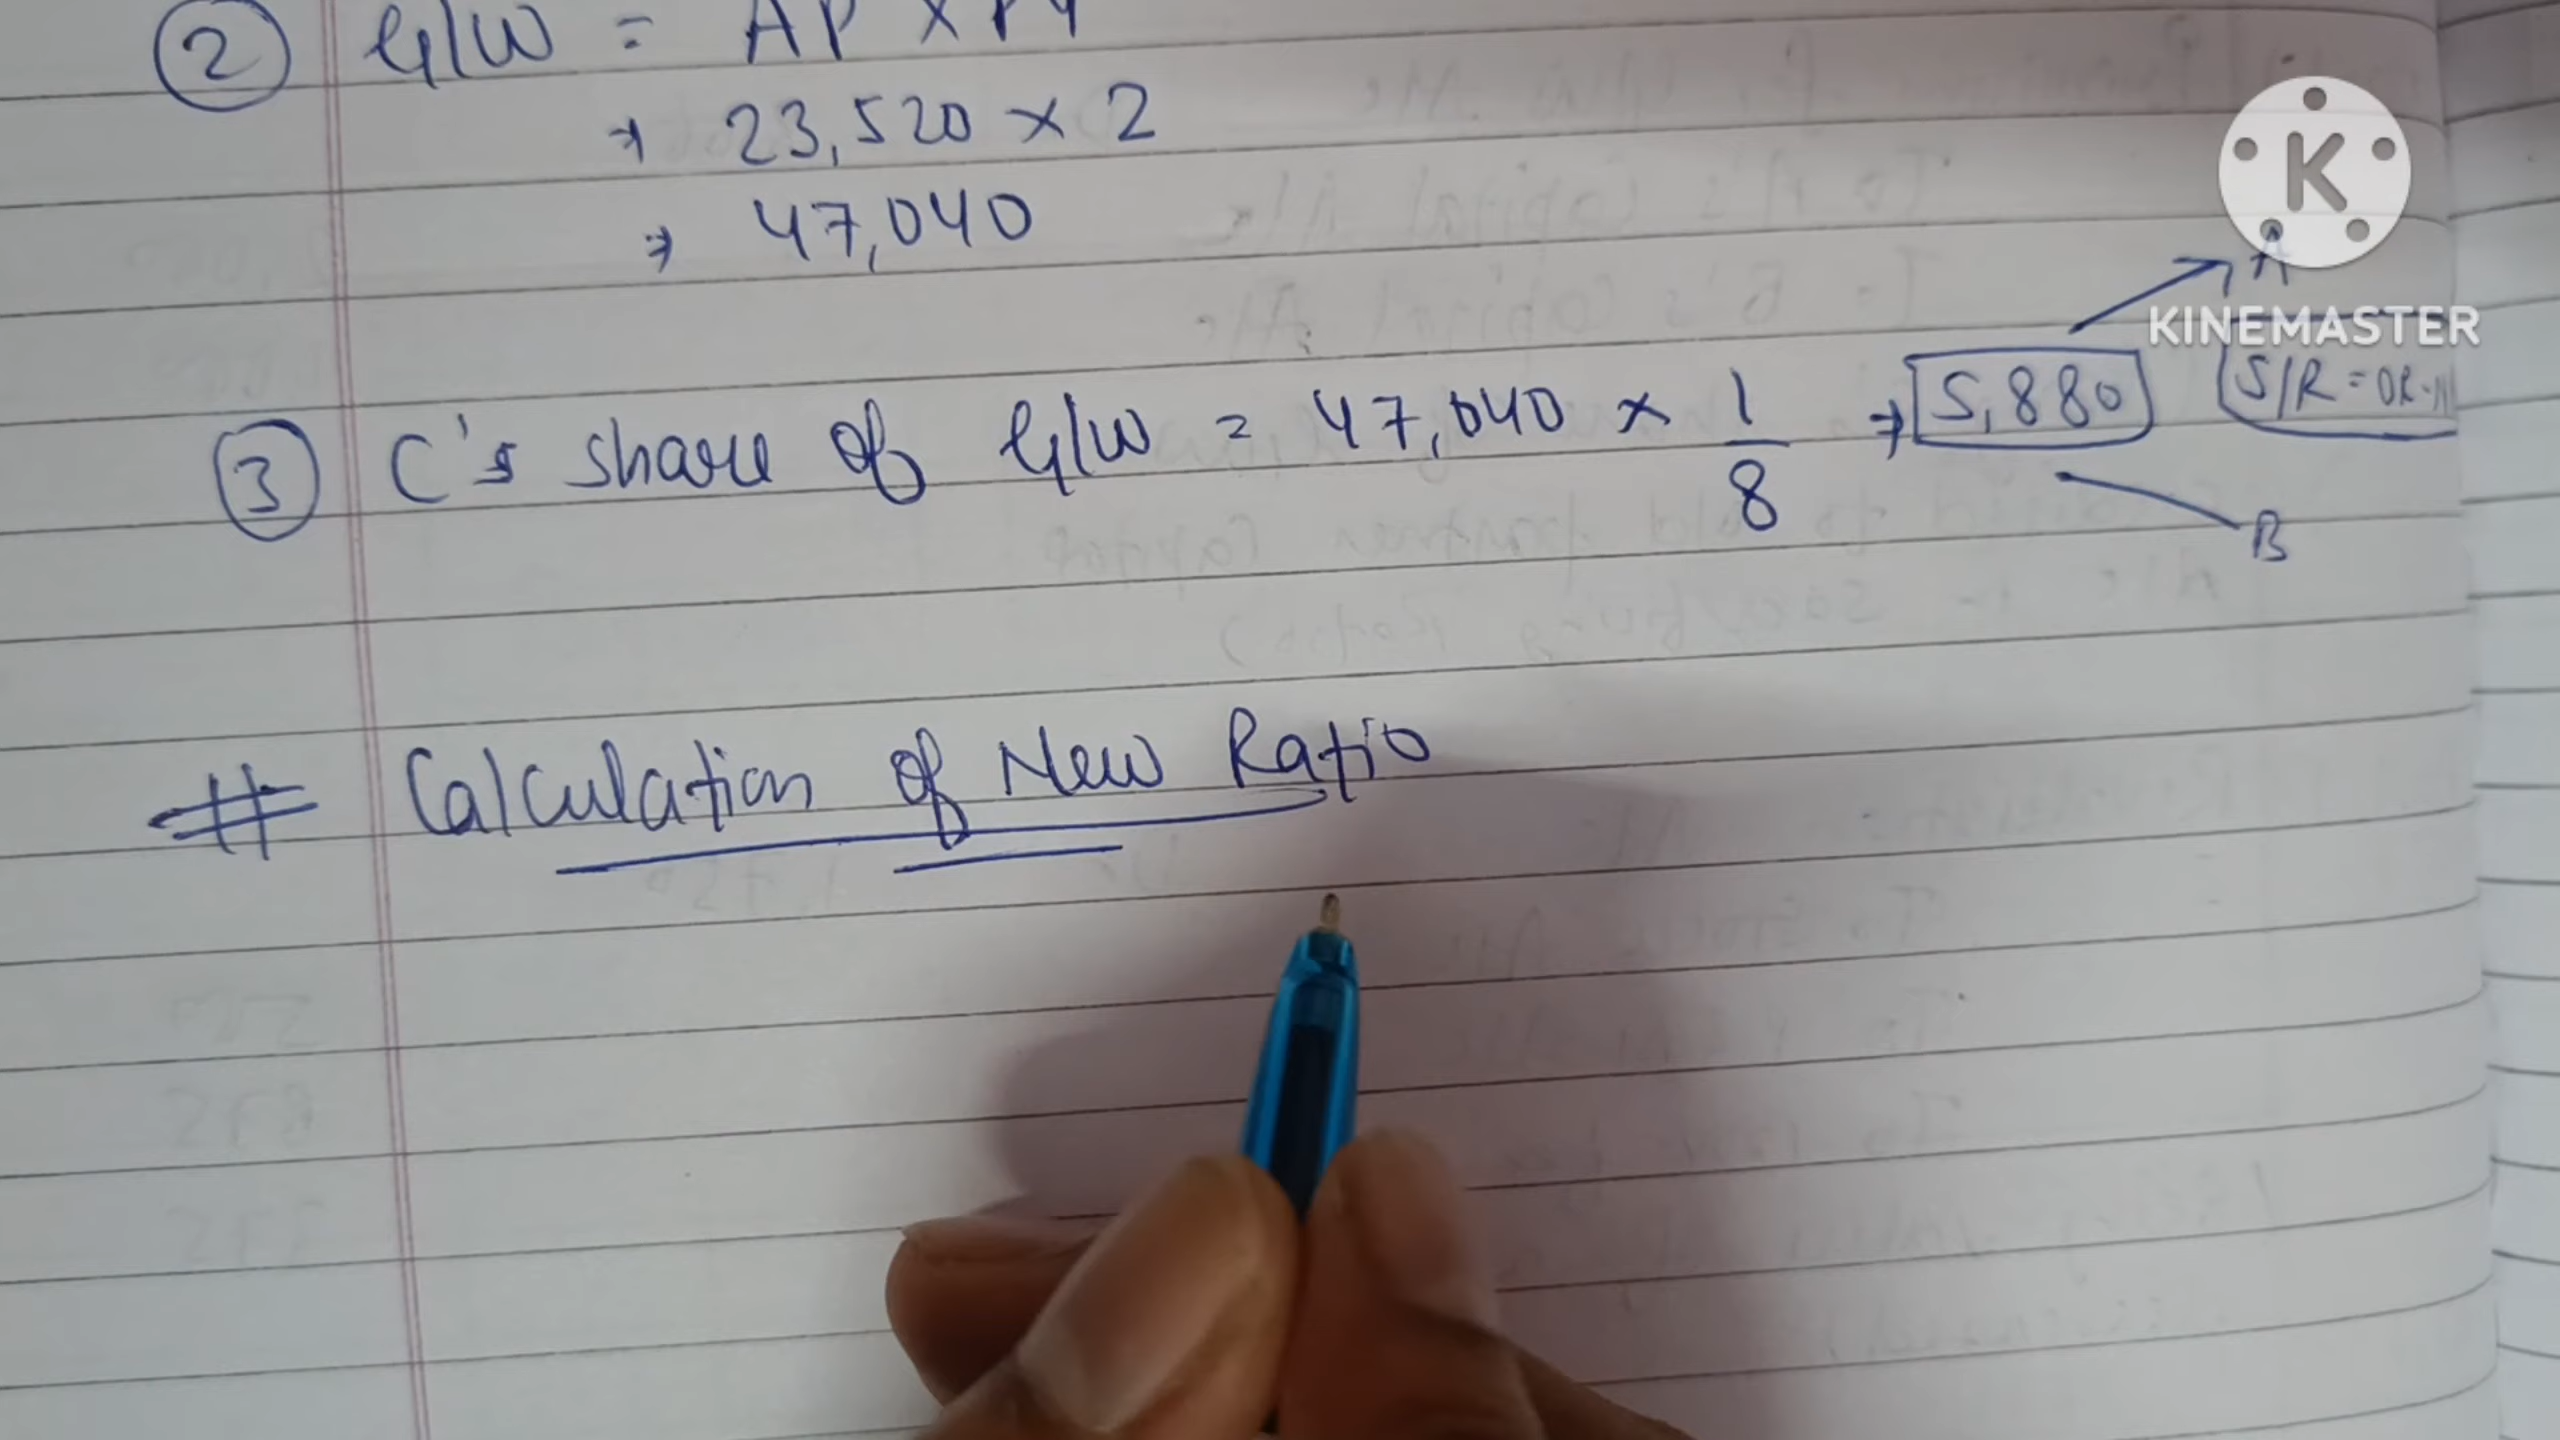 ② G/W = AP X PY
→ 23,520 x 2
→ 47,040
A
KINEMASTER
③ C's share of G/W = 47,040 x 1/8 → 5,880
S/R = OR-N
B
# Calculation of New Ratio